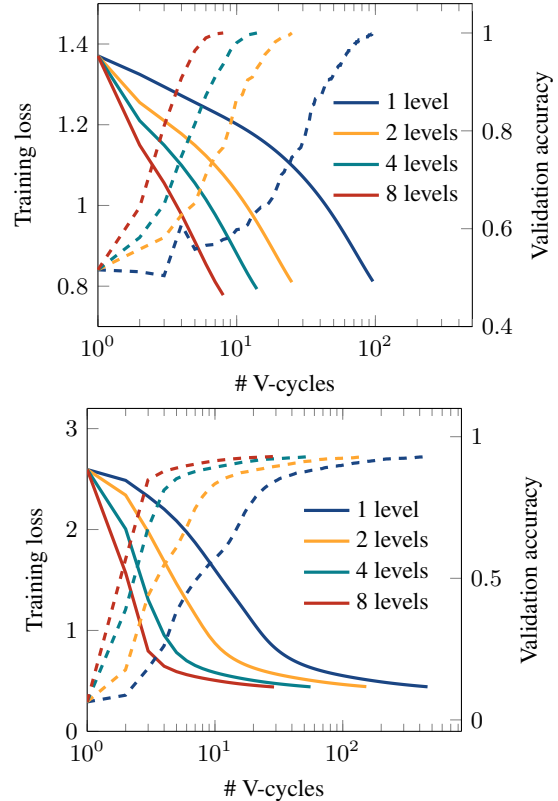 1.4
1.2
1
0.8
1
0.8
0.6
0.4
10^0
10^1
10^2
Training loss
Validation accuracy
# V-cycles
1 level
2 levels
4 levels
8 levels
3
2
1
0
1
0.5
0
10^0
10^1
10^2
Training loss
Validation accuracy
# V-cycles
1 level
2 levels
4 levels
8 levels